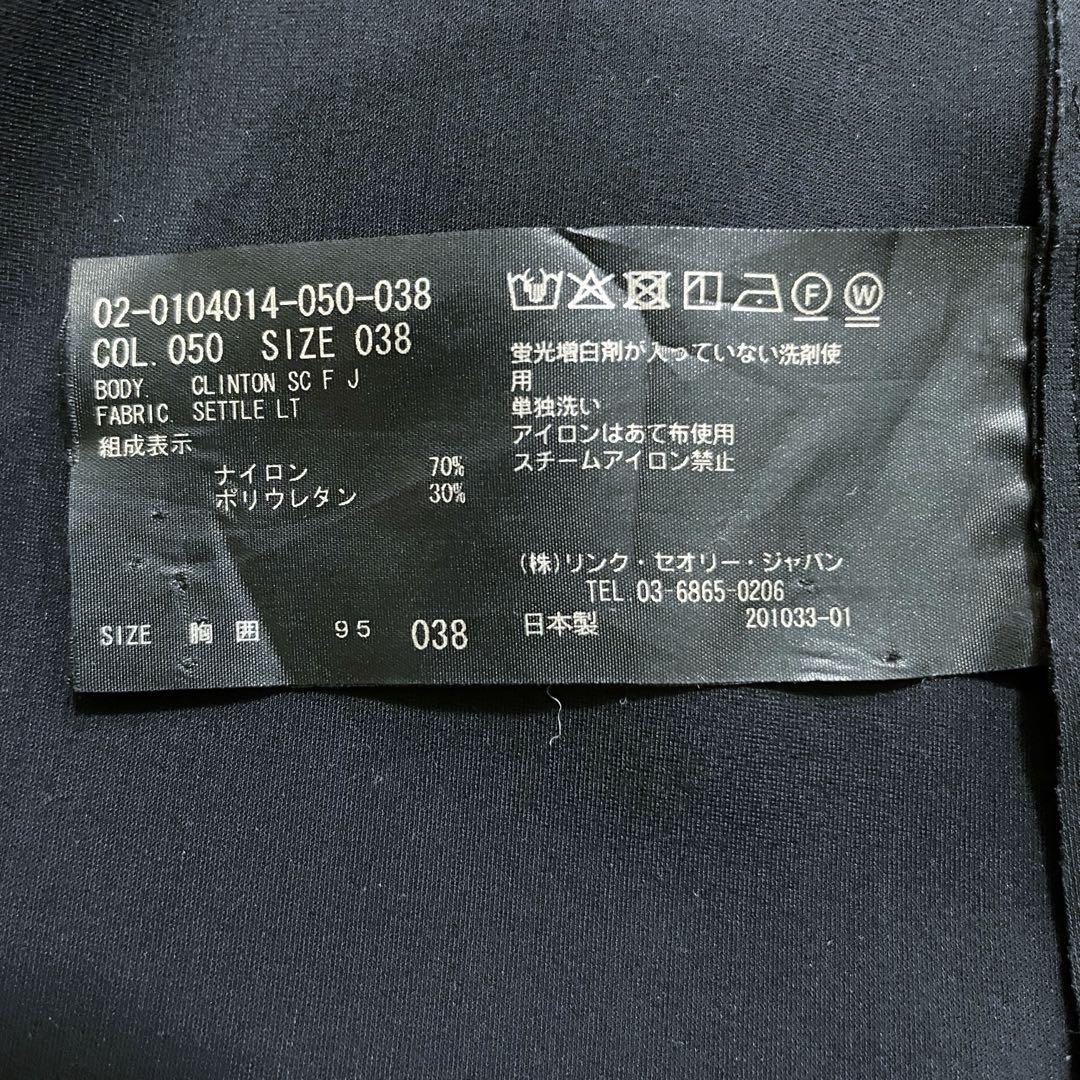 02-0104014-050-038
COL. 050 SIZE 038
BODY. CLINTON SC F J
FABRIC. SETTLE LT
組成表示
ナイロン 70%
ポリウレタン 30%
SIZE 胸囲 95 038
F W
蛍光増白剤が入っていない洗剤使
用
単独洗い
アイロンはあて布使用
スチームアイロン禁止
(株)リンク・セオリー・ジャパン
TEL 03-6865-0206
日本製 201033-01